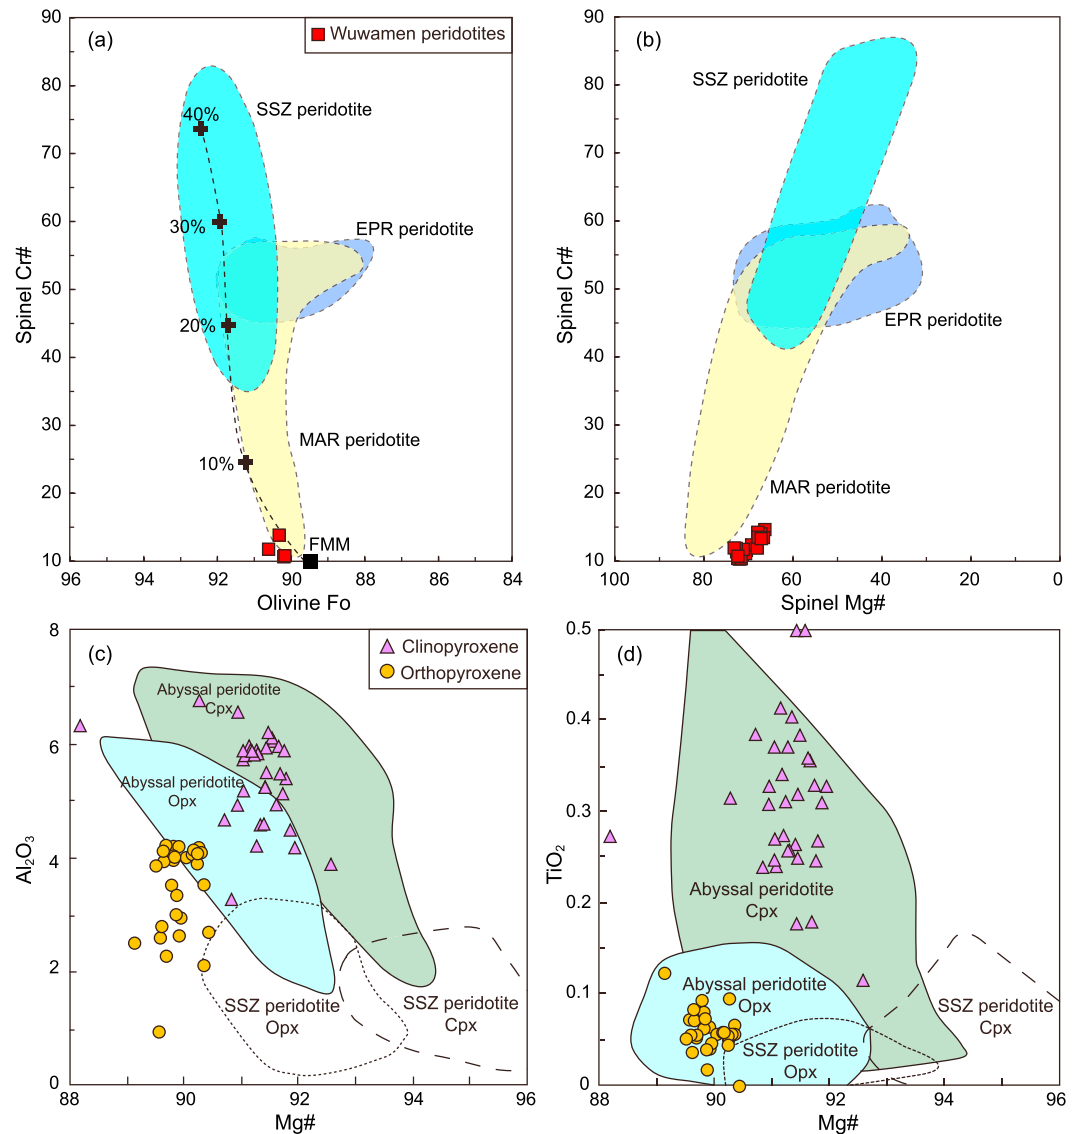 (a)
Wuwamen peridotites
SSZ peridotite
EPR peridotite
MAR peridotite
40%
30%
20%
10%
FMM
90
80
70
60
50
40
30
20
10
Spinel Cr#
96
94
92
90
88
86
84
Olivine Fo
(b)
SSZ peridotite
EPR peridotite
MAR peridotite
90
80
70
60
50
40
30
20
10
Spinel Cr#
100
80
60
40
20
0
Spinel Mg#
(c)
Clinopyroxene
Orthopyroxene
Abyssal peridotite
Cpx
Abyssal peridotite
Opx
SSZ peridotite
Opx
SSZ peridotite
Cpx
8
6
4
2
0
Al₂O₃
88
90
92
94
96
Mg#
(d)
Abyssal peridotite
Cpx
Abyssal peridotite
Opx
SSZ peridotite
Opx
SSZ peridotite
Cpx
0.5
0.4
0.3
0.2
0.1
0
TiO₂
88
90
92
94
96
Mg#